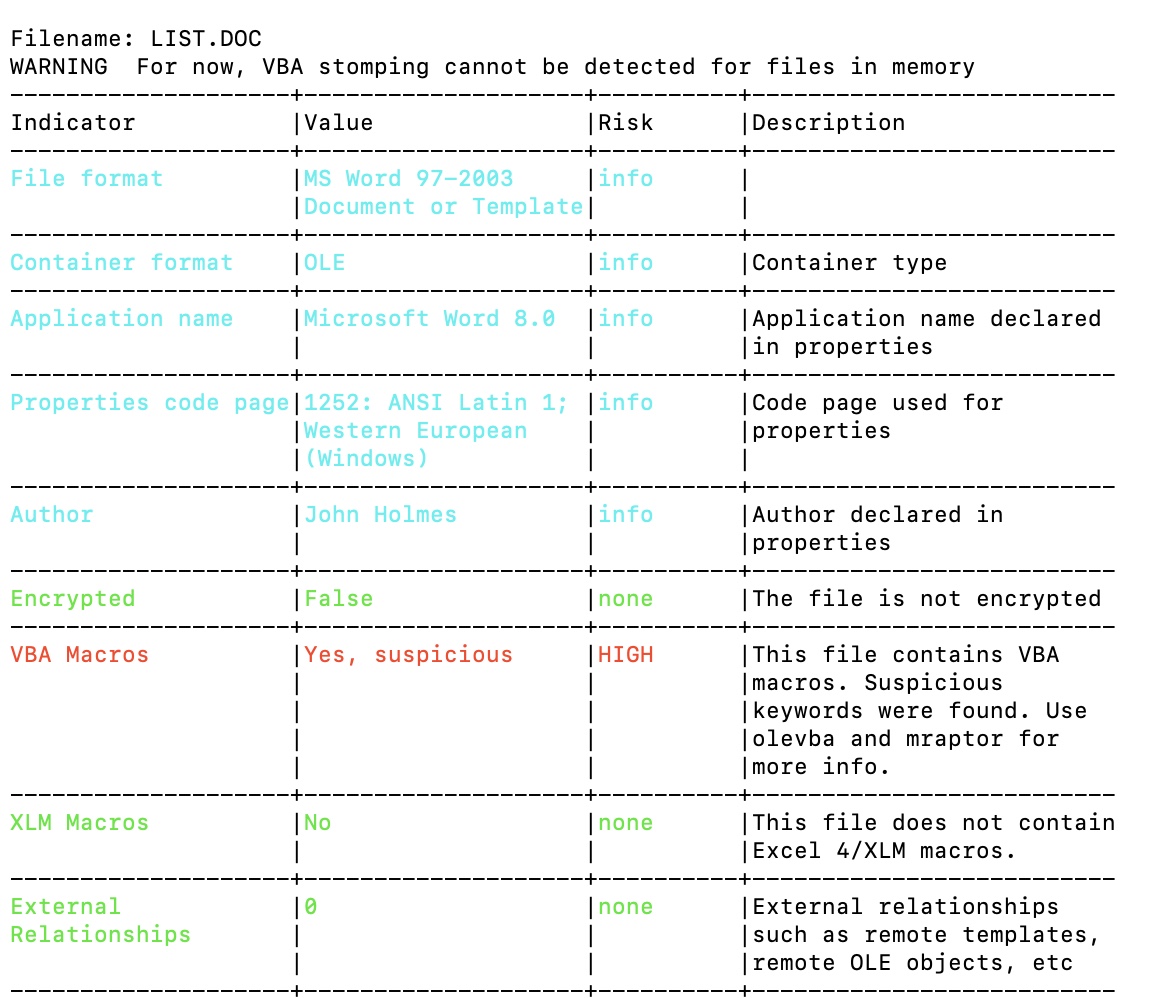 Filename: LIST.DOC
WARNING  For now, VBA stomping cannot be detected for files in memory
--------------------+--------------------+----------+--------------------------
Indicator           |Value               |Risk      |Description
--------------------+--------------------+----------+--------------------------
File format         |MS Word 97-2003     |info      |
                    |Document or Template|          |
--------------------+--------------------+----------+--------------------------
Container format    |OLE                 |info      |Container type
--------------------+--------------------+----------+--------------------------
Application name    |Microsoft Word 8.0  |info      |Application name declared
                    |                    |          |in properties
--------------------+--------------------+----------+--------------------------
Properties code page|1252: ANSI Latin 1; |info      |Code page used for
                    |Western European    |          |properties
                    |(Windows)           |          |
--------------------+--------------------+----------+--------------------------
Author              |John Holmes         |info      |Author declared in
                    |                    |          |properties
--------------------+--------------------+----------+--------------------------
Encrypted           |False               |none      |The file is not encrypted
--------------------+--------------------+----------+--------------------------
VBA Macros          |Yes, suspicious     |HIGH      |This file contains VBA
                    |                    |          |macros. Suspicious
                    |                    |          |keywords were found. Use
                    |                    |          |olevba and mraptor for
                    |                    |          |more info.
--------------------+--------------------+----------+--------------------------
XLM Macros          |No                  |none      |This file does not contain
                    |                    |          |Excel 4/XLM macros.
--------------------+--------------------+----------+--------------------------
External            |0                   |none      |External relationships
Relationships       |                    |          |such as remote templates,
                    |                    |          |remote OLE objects, etc
--------------------+--------------------+----------+--------------------------